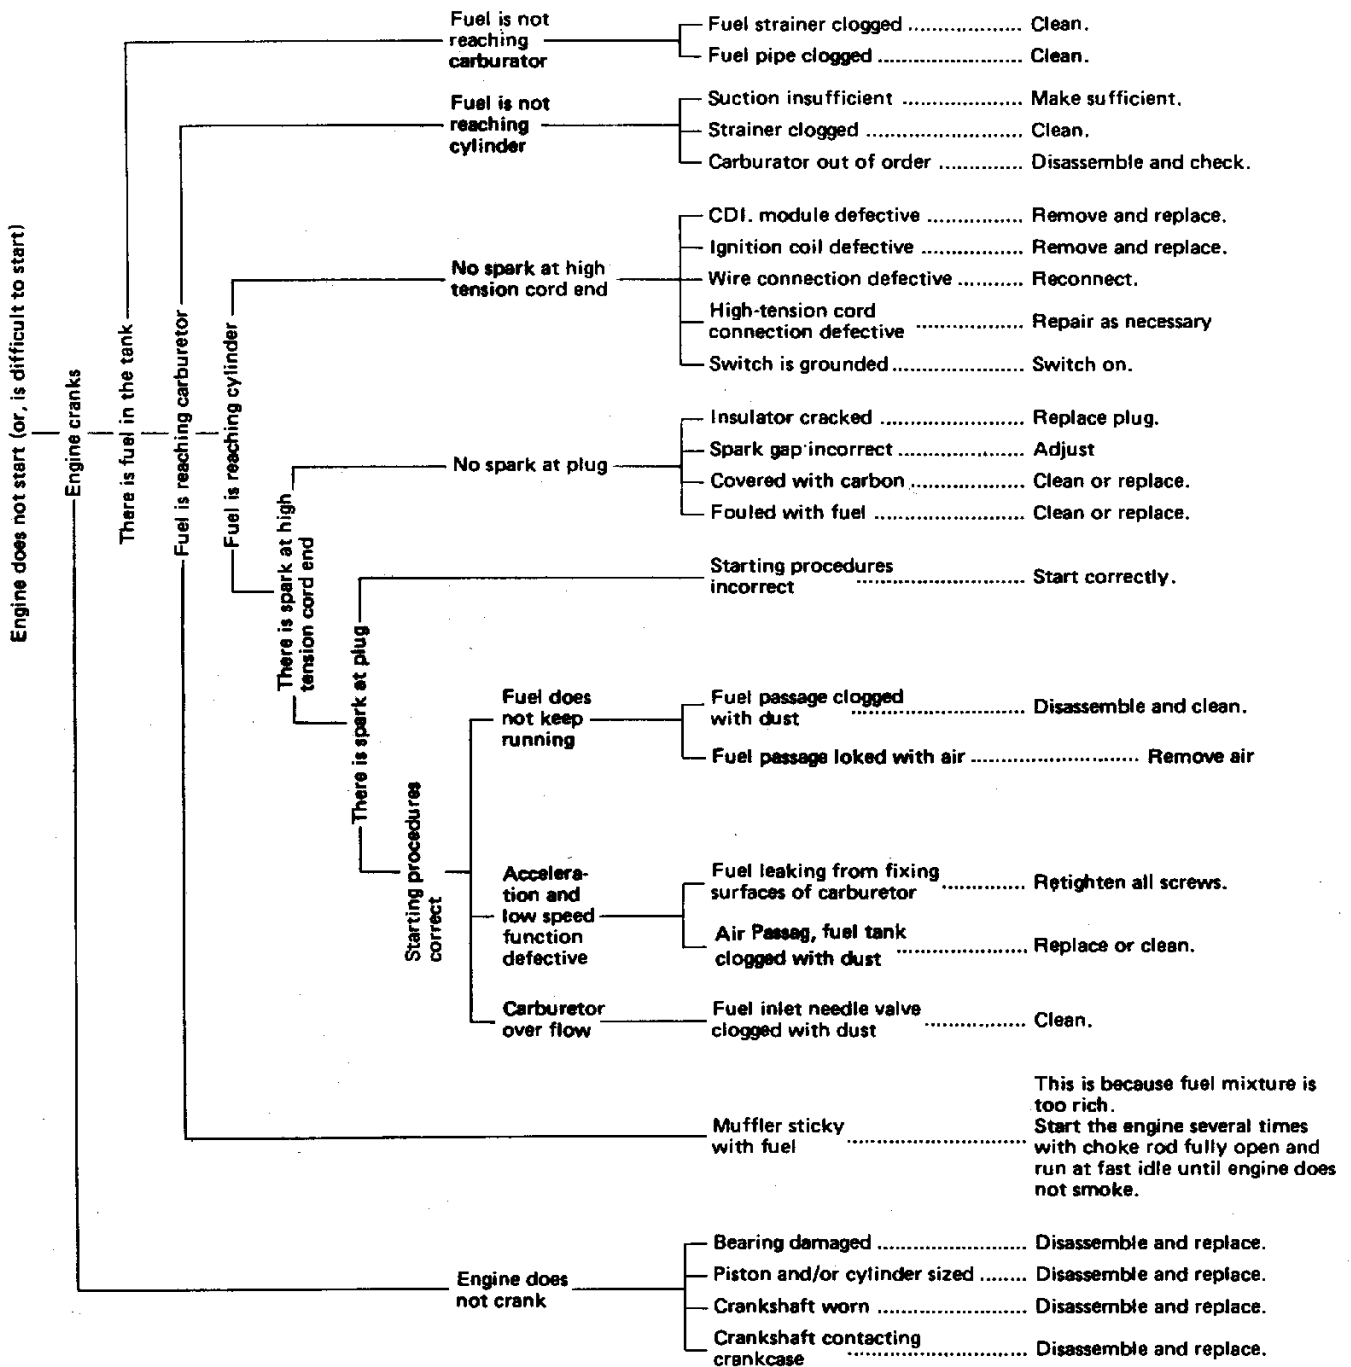 Engine does not start (or, is difficult to start)
Engine cranks
There is fuel in the tank
Fuel is reaching carburetor
Fuel is reaching cylinder
There is spark at high
tension cord end
There is spark at plug
Starting procedures
correct
Fuel is not
reaching
carburator
Fuel strainer clogged ................... Clean.
Fuel pipe clogged ....................... Clean.
Fuel is not
reaching
cylinder
Suction insufficient .................... Make sufficient.
Strainer clogged ........................ Clean.
Carburator out of order .............. Disassemble and check.
No spark at high
tension cord end
CDI. module defective ................ Remove and replace.
Ignition coil defective ................. Remove and replace.
Wire connection defective ........... Reconnect.
High-tension cord
connection defective .................. Repair as necessary
Switch is grounded ...................... Switch on.
No spark at plug
Insulator cracked ........................ Replace plug.
Spark gap incorrect ..................... Adjust
Covered with carbon ................... Clean or replace.
Fouled with fuel ......................... Clean or replace.
Starting procedures
incorrect ............................ Start correctly.
Fuel does
not keep
running
Fuel passage clogged
with dust ............................ Disassemble and clean.
Fuel passage loked with air ............................ Remove air
Accelera-
tion and
low speed
function
defective
Fuel leaking from fixing
surfaces of carburetor .............. Retighten all screws.
Air Passag, fuel tank
clogged with dust ..................... Replace or clean.
Carburetor
over flow
Fuel inlet needle valve
clogged with dust ................ Clean.
Muffler sticky
with fuel
This is because fuel mixture is
too rich.
Start the engine several times
with choke rod fully open and
run at fast idle until engine does
not smoke.
Engine does
not crank
Bearing damaged ......................... Disassemble and replace.
Piston and/or cylinder sized ........ Disassemble and replace.
Crankshaft worn ......................... Disassemble and replace.
Crankshaft contacting
crankcase ............................. Disassemble and replace.